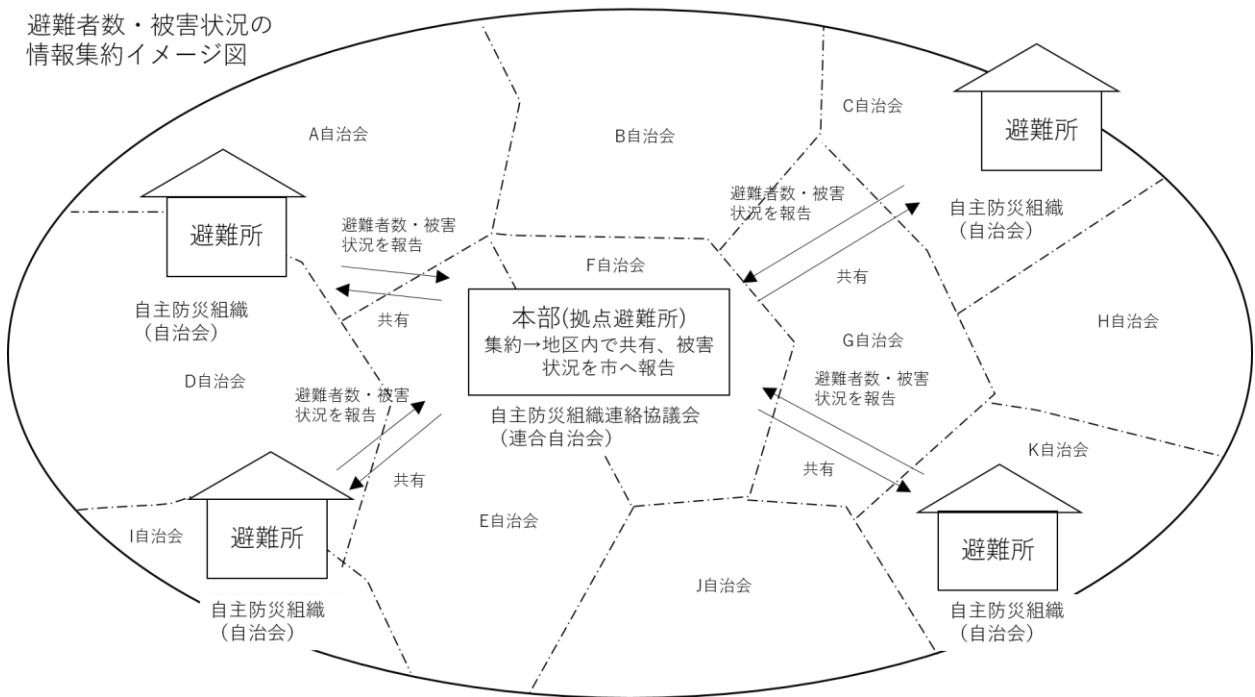 避難者数・被害状況の
情報集約イメージ図
A自治会
B自治会
C自治会
避難所
自主防災組織
（自治会）
避難所
自主防災組織
（自治会）
避難者数・被害
状況を報告
共有
避難者数・被害
状況を報告
共有
F自治会
本部(拠点避難所)
集約→地区内で共有、被害
状況を市へ報告
自主防災組織連絡協議会
（連合自治会）
G自治会
H自治会
D自治会
避難者数・被害
状況を報告
共有
避難者数・被害
状況を報告
共有
K自治会
I自治会
避難所
自主防災組織
（自治会）
E自治会
J自治会
避難所
自主防災組織
（自治会）